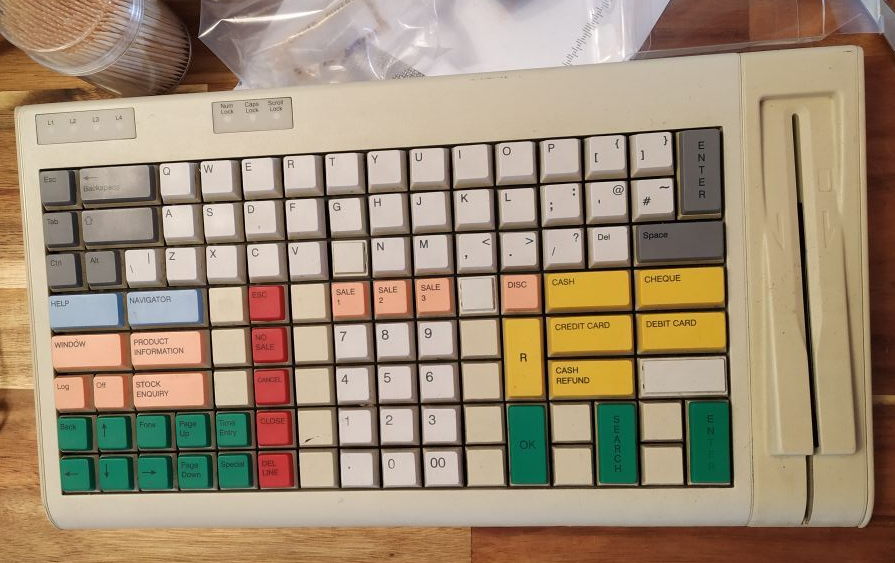 L1 L2 L3 L4
Num Lock Caps Lock Scroll Lock
Esc ← Backspace Q W E R T Y U I O P [ { ] } ENTER
Tab ⇧ A S D F G H J K L ; : ' @ # ~
Ctrl Alt \ | Z X C V N M , < . > / ? Del Space
HELP NAVIGATOR ESC SALE 1 SALE 2 SALE 3 DISC CASH CHEQUE
WINDOW PRODUCT INFORMATION NO SALE 7 8 9 R CREDIT CARD DEBIT CARD
Log Off STOCK ENQUIRY CANCEL 4 5 6 CASH REFUND
Back ↑ Forw Page Up Time Entry CLOSE 1 2 3 OK SEARCH ENTER
← ↓ → Page Down Special DEL LINE . 0 00